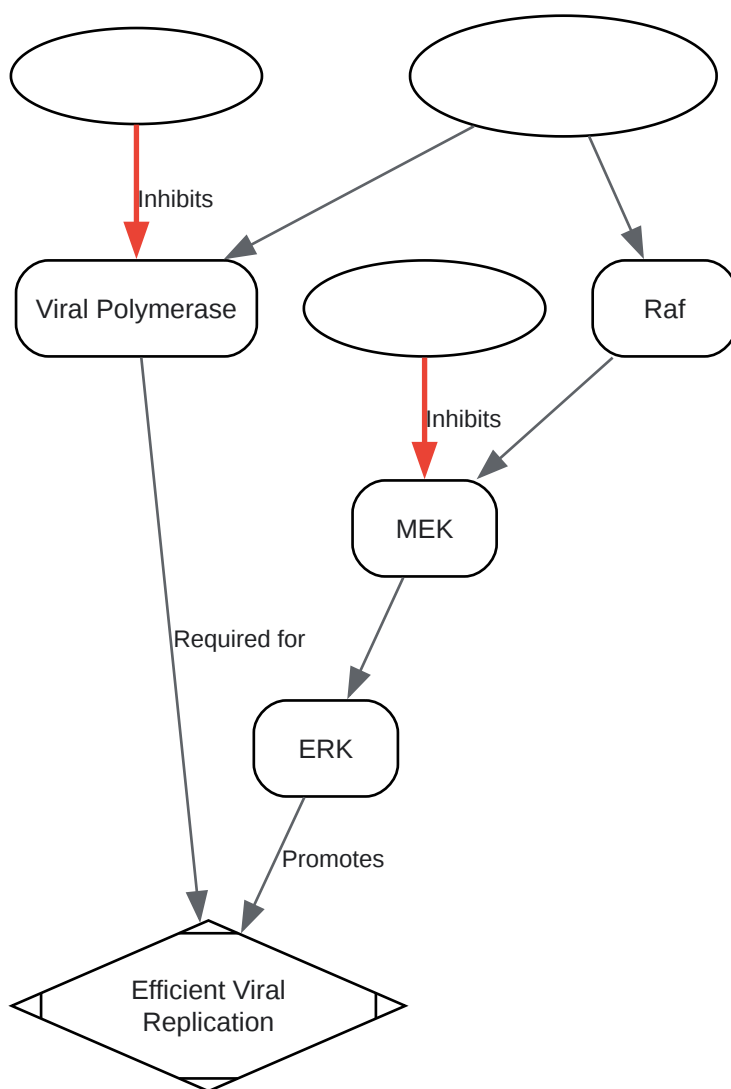 Inhibits
Viral Polymerase
Raf
Inhibits
MEK
Required for
ERK
Promotes
Efficient Viral
Replication